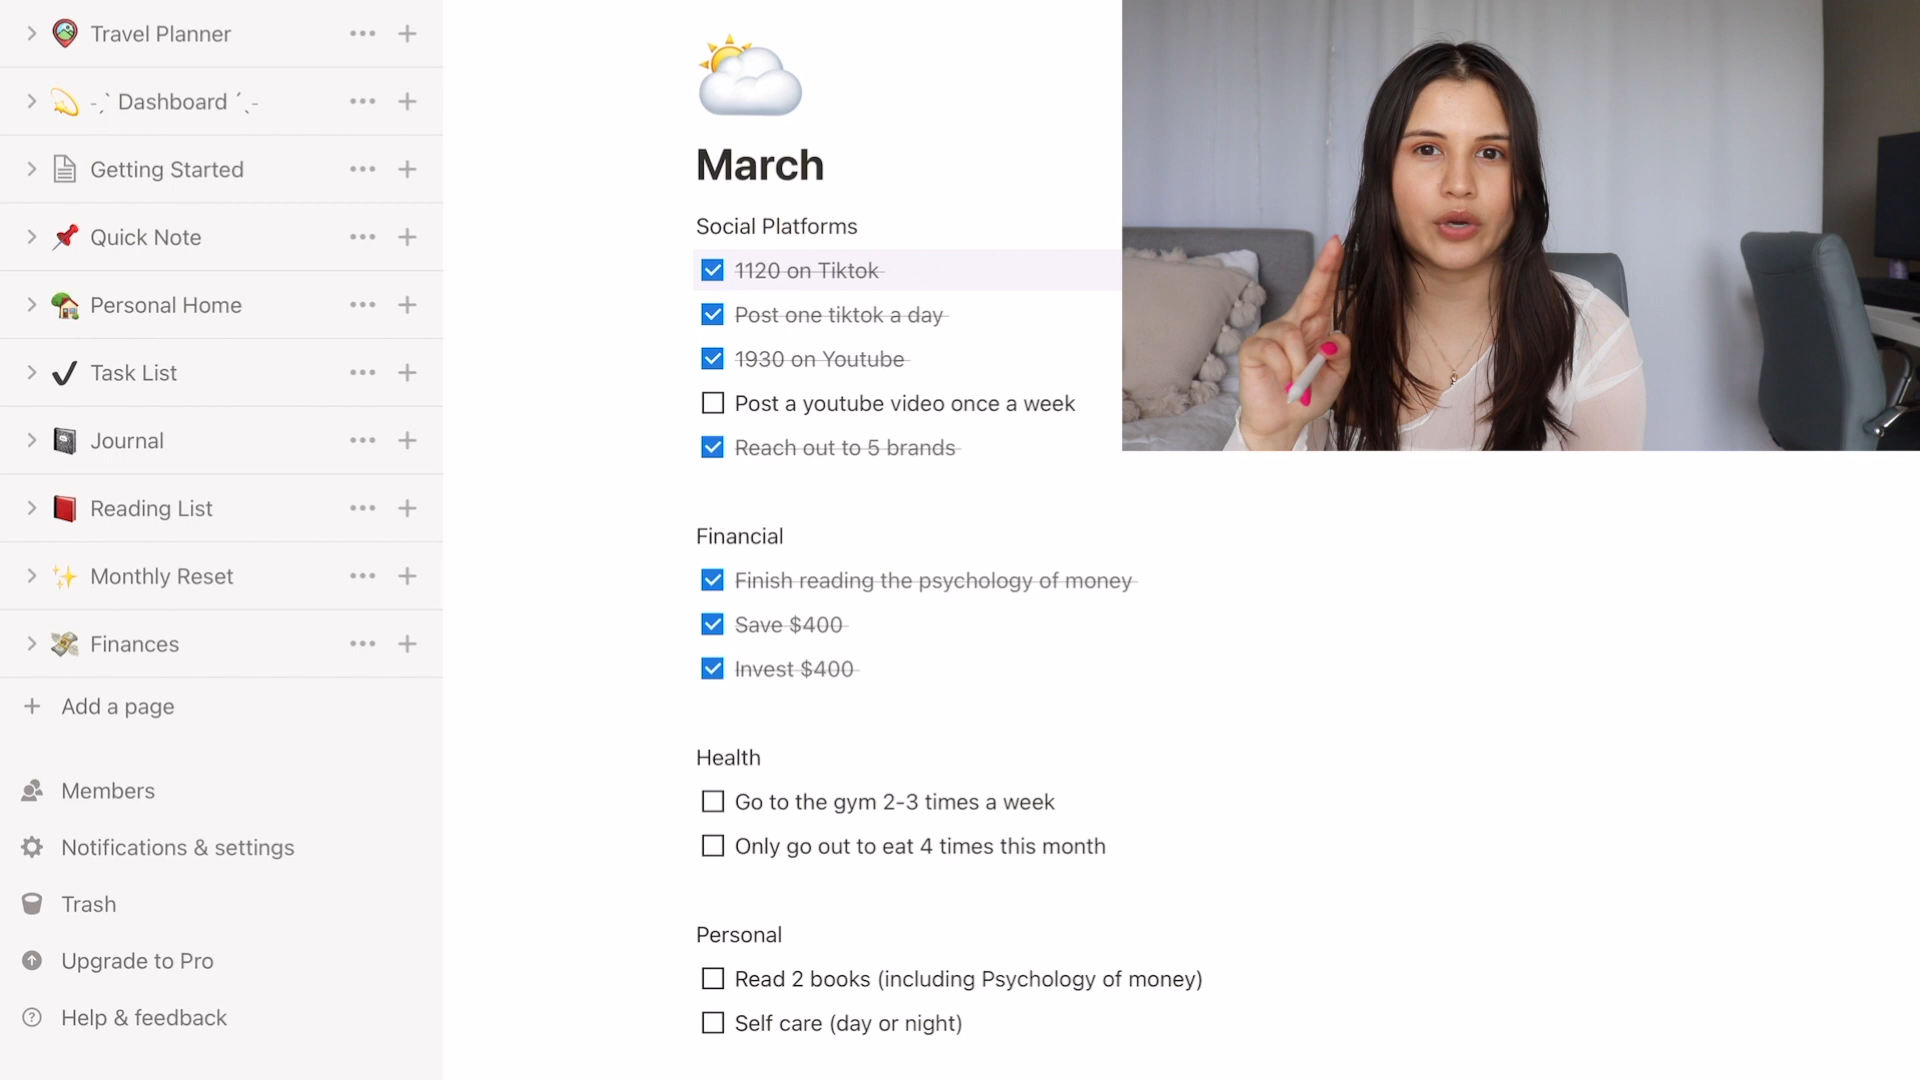 Travel Planner
-ˏˋ Dashboard ˊˎ-
Getting Started
Quick Note
Personal Home
Task List
Journal
Reading List
Monthly Reset
Finances
Add a page
Members
Notifications & settings
Trash
Upgrade to Pro
Help & feedback
March
Social Platforms
1120 on Tiktok
Post one tiktok a day
1930 on Youtube
Post a youtube video once a week
Reach out to 5 brands
Financial
Finish reading the psychology of money
Save $400
Invest $400
Health
Go to the gym 2-3 times a week
Only go out to eat 4 times this month
Personal
Read 2 books (including Psychology of money)
Self care (day or night)